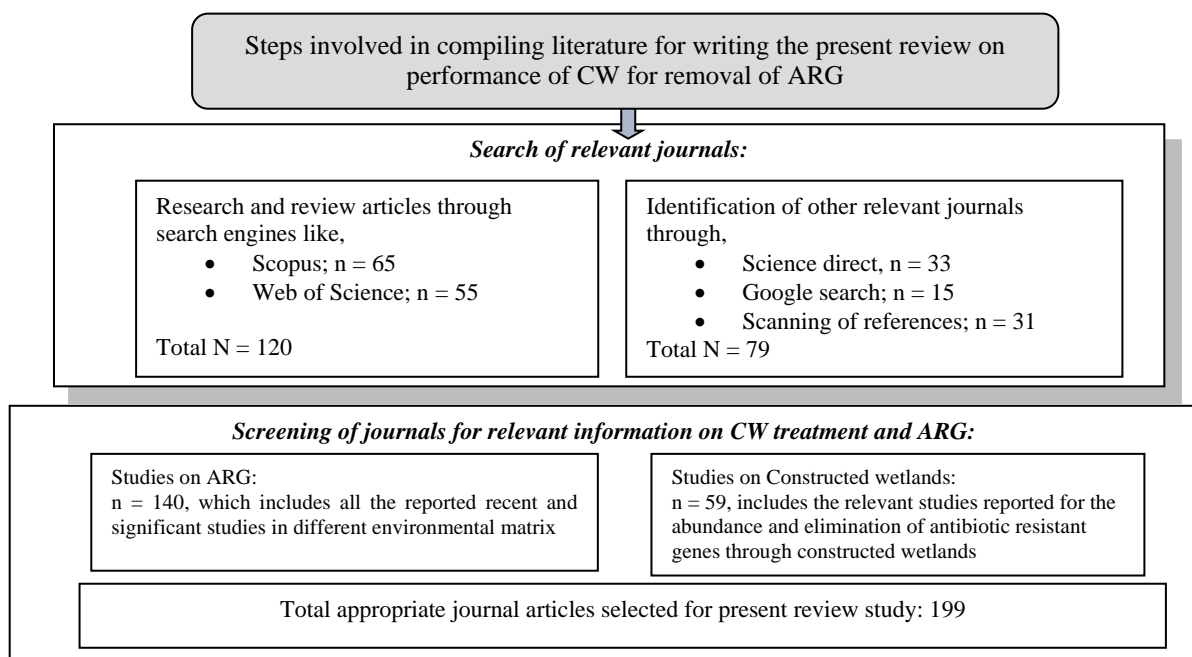 Steps involved in compiling literature for writing the present review on
performance of CW for removal of ARG
Search of relevant journals:
Research and review articles through
search engines like,
• Scopus; n = 65
• Web of Science; n = 55
Total N = 120
Identification of other relevant journals
through,
• Science direct, n = 33
• Google search; n = 15
• Scanning of references; n = 31
Total N = 79
Screening of journals for relevant information on CW treatment and ARG:
Studies on ARG:
n = 140, which includes all the reported recent and
significant studies in different environmental matrix
Studies on Constructed wetlands:
n = 59, includes the relevant studies reported for the
abundance and elimination of antibiotic resistant
genes through constructed wetlands
Total appropriate journal articles selected for present review study: 199